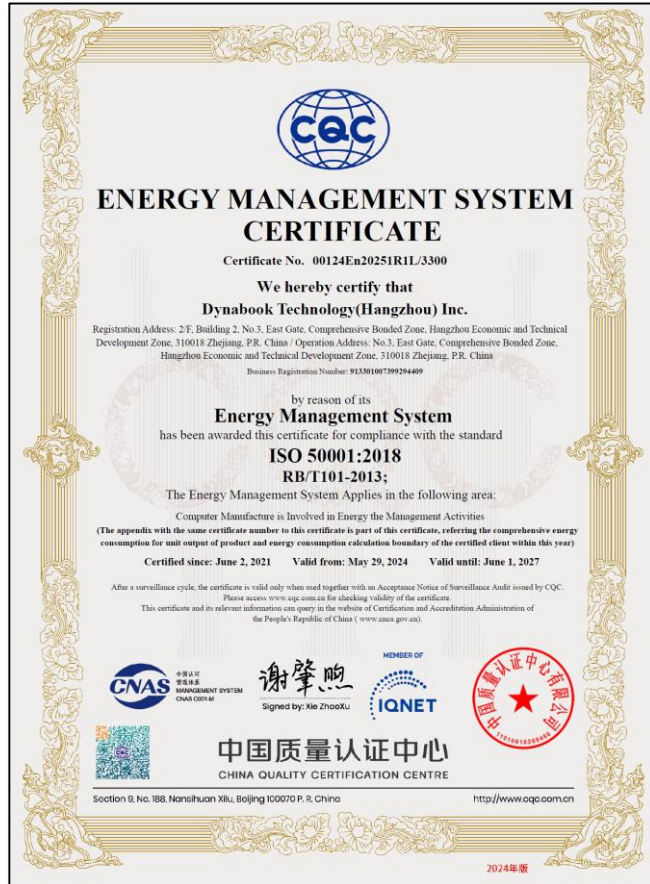 CQC
ENERGY MANAGEMENT SYSTEM
CERTIFICATE
Certificate No. 00124En20251R1L/3300
We hereby certify that
Dynabook Technology(Hangzhou) Inc.
Registration Address: 2/F, Building 2, No.3, East Gate, Comprehensive Bonded Zone, Hangzhou Economic and Technical
Development Zone, 310018 Zhejiang, P.R. China / Operation Address: No.3, East Gate, Comprehensive Bonded Zone,
Hangzhou Economic and Technical Development Zone, 310018 Zhejiang, P.R. China
Business Registration Number: 913301007399294409
by reason of its
Energy Management System
has been awarded this certificate for compliance with the standard
ISO 50001:2018
RB/T101-2013;
The Energy Management System Applies in the following area:
Computer Manufacture is Involved in Energy the Management Activities
(The appendix with the same certificate number to this certificate is part of this certificate, referring the comprehensive energy
consumption for unit output of product and energy consumption calculation boundary of the certified client within this year)
Certified since: June 2, 2021 Valid from: May 29, 2024 Valid until: June 1, 2027
After a surveillance cycle, the certificate is valid only when used together with an Acceptance Notice of Surveillance Audit issued by CQC.
Please access www.cqc.com.cn for checking validity of the certificate.
This certificate and its relevant information can query in the website of Certification and Accreditation Administration of
the People's Republic of China ( www.cnca.gov.cn).
CNAS
中国认可
管理体系
MANAGEMENT SYSTEM
CNAS C001-M
谢肇煦
Signed by: Xie ZhaoXu
MEMBER OF
IQNET
中国质量认证中心有限公司
中国质量认证中心
CHINA QUALITY CERTIFICATION CENTRE
Section 9, No. 188, Nansihuan Xilu, Beijing 100070 P. R. China
http://www.cqc.com.cn
2024年版